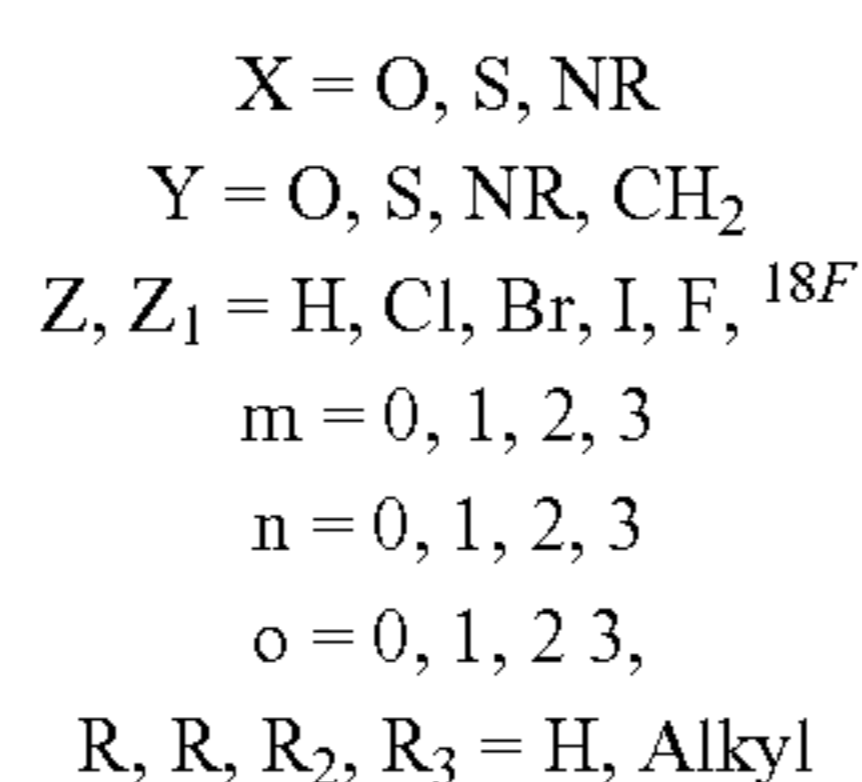 X = O, S, NR
Y = O, S, NR, CH₂
Z, Z₁ = H, Cl, Br, I, F, ¹⁸F
m = 0, 1, 2, 3
n = 0, 1, 2, 3
o = 0, 1, 2 3,
R, R, R₂, R₃ = H, Alkyl